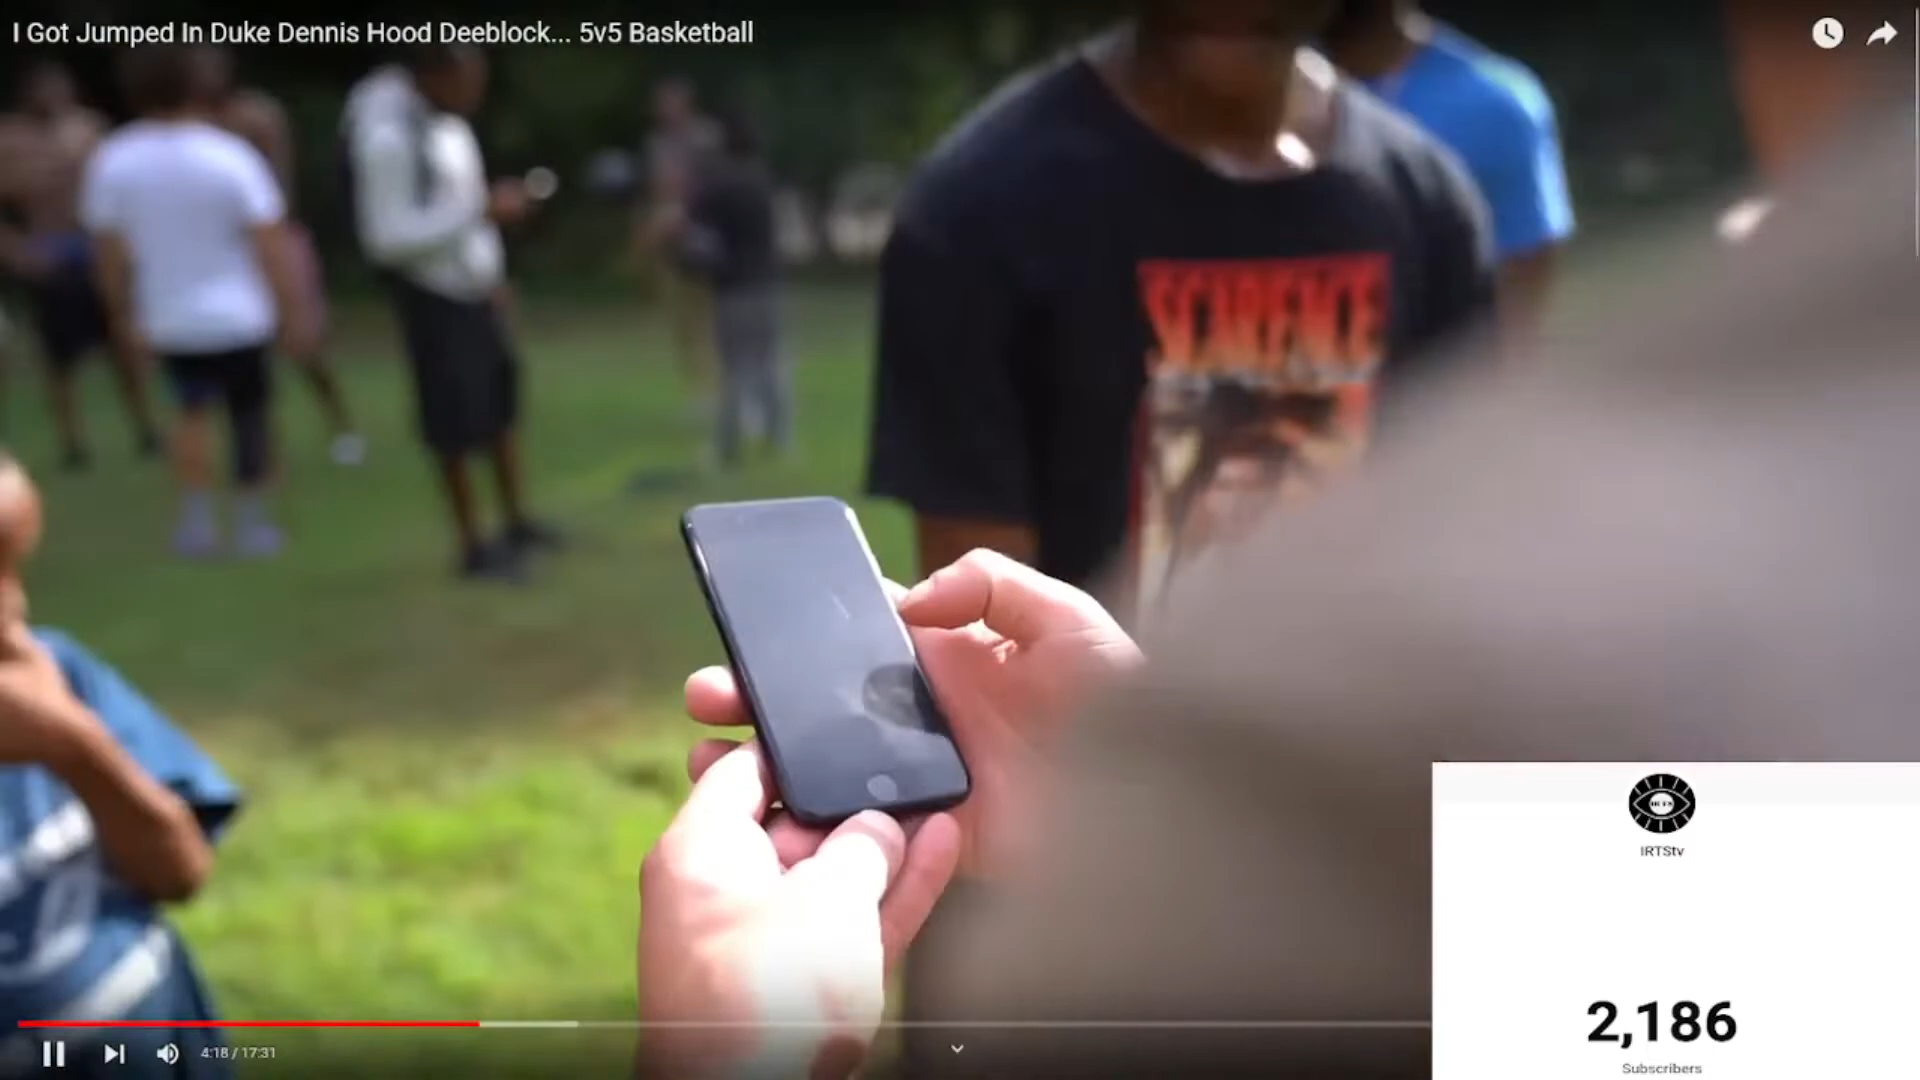 I Got Jumped In Duke Dennis Hood Deeblock... 5v5 Basketball
SCARFACE
IRTStv
2,186
Subscribers
4:18 / 17:31